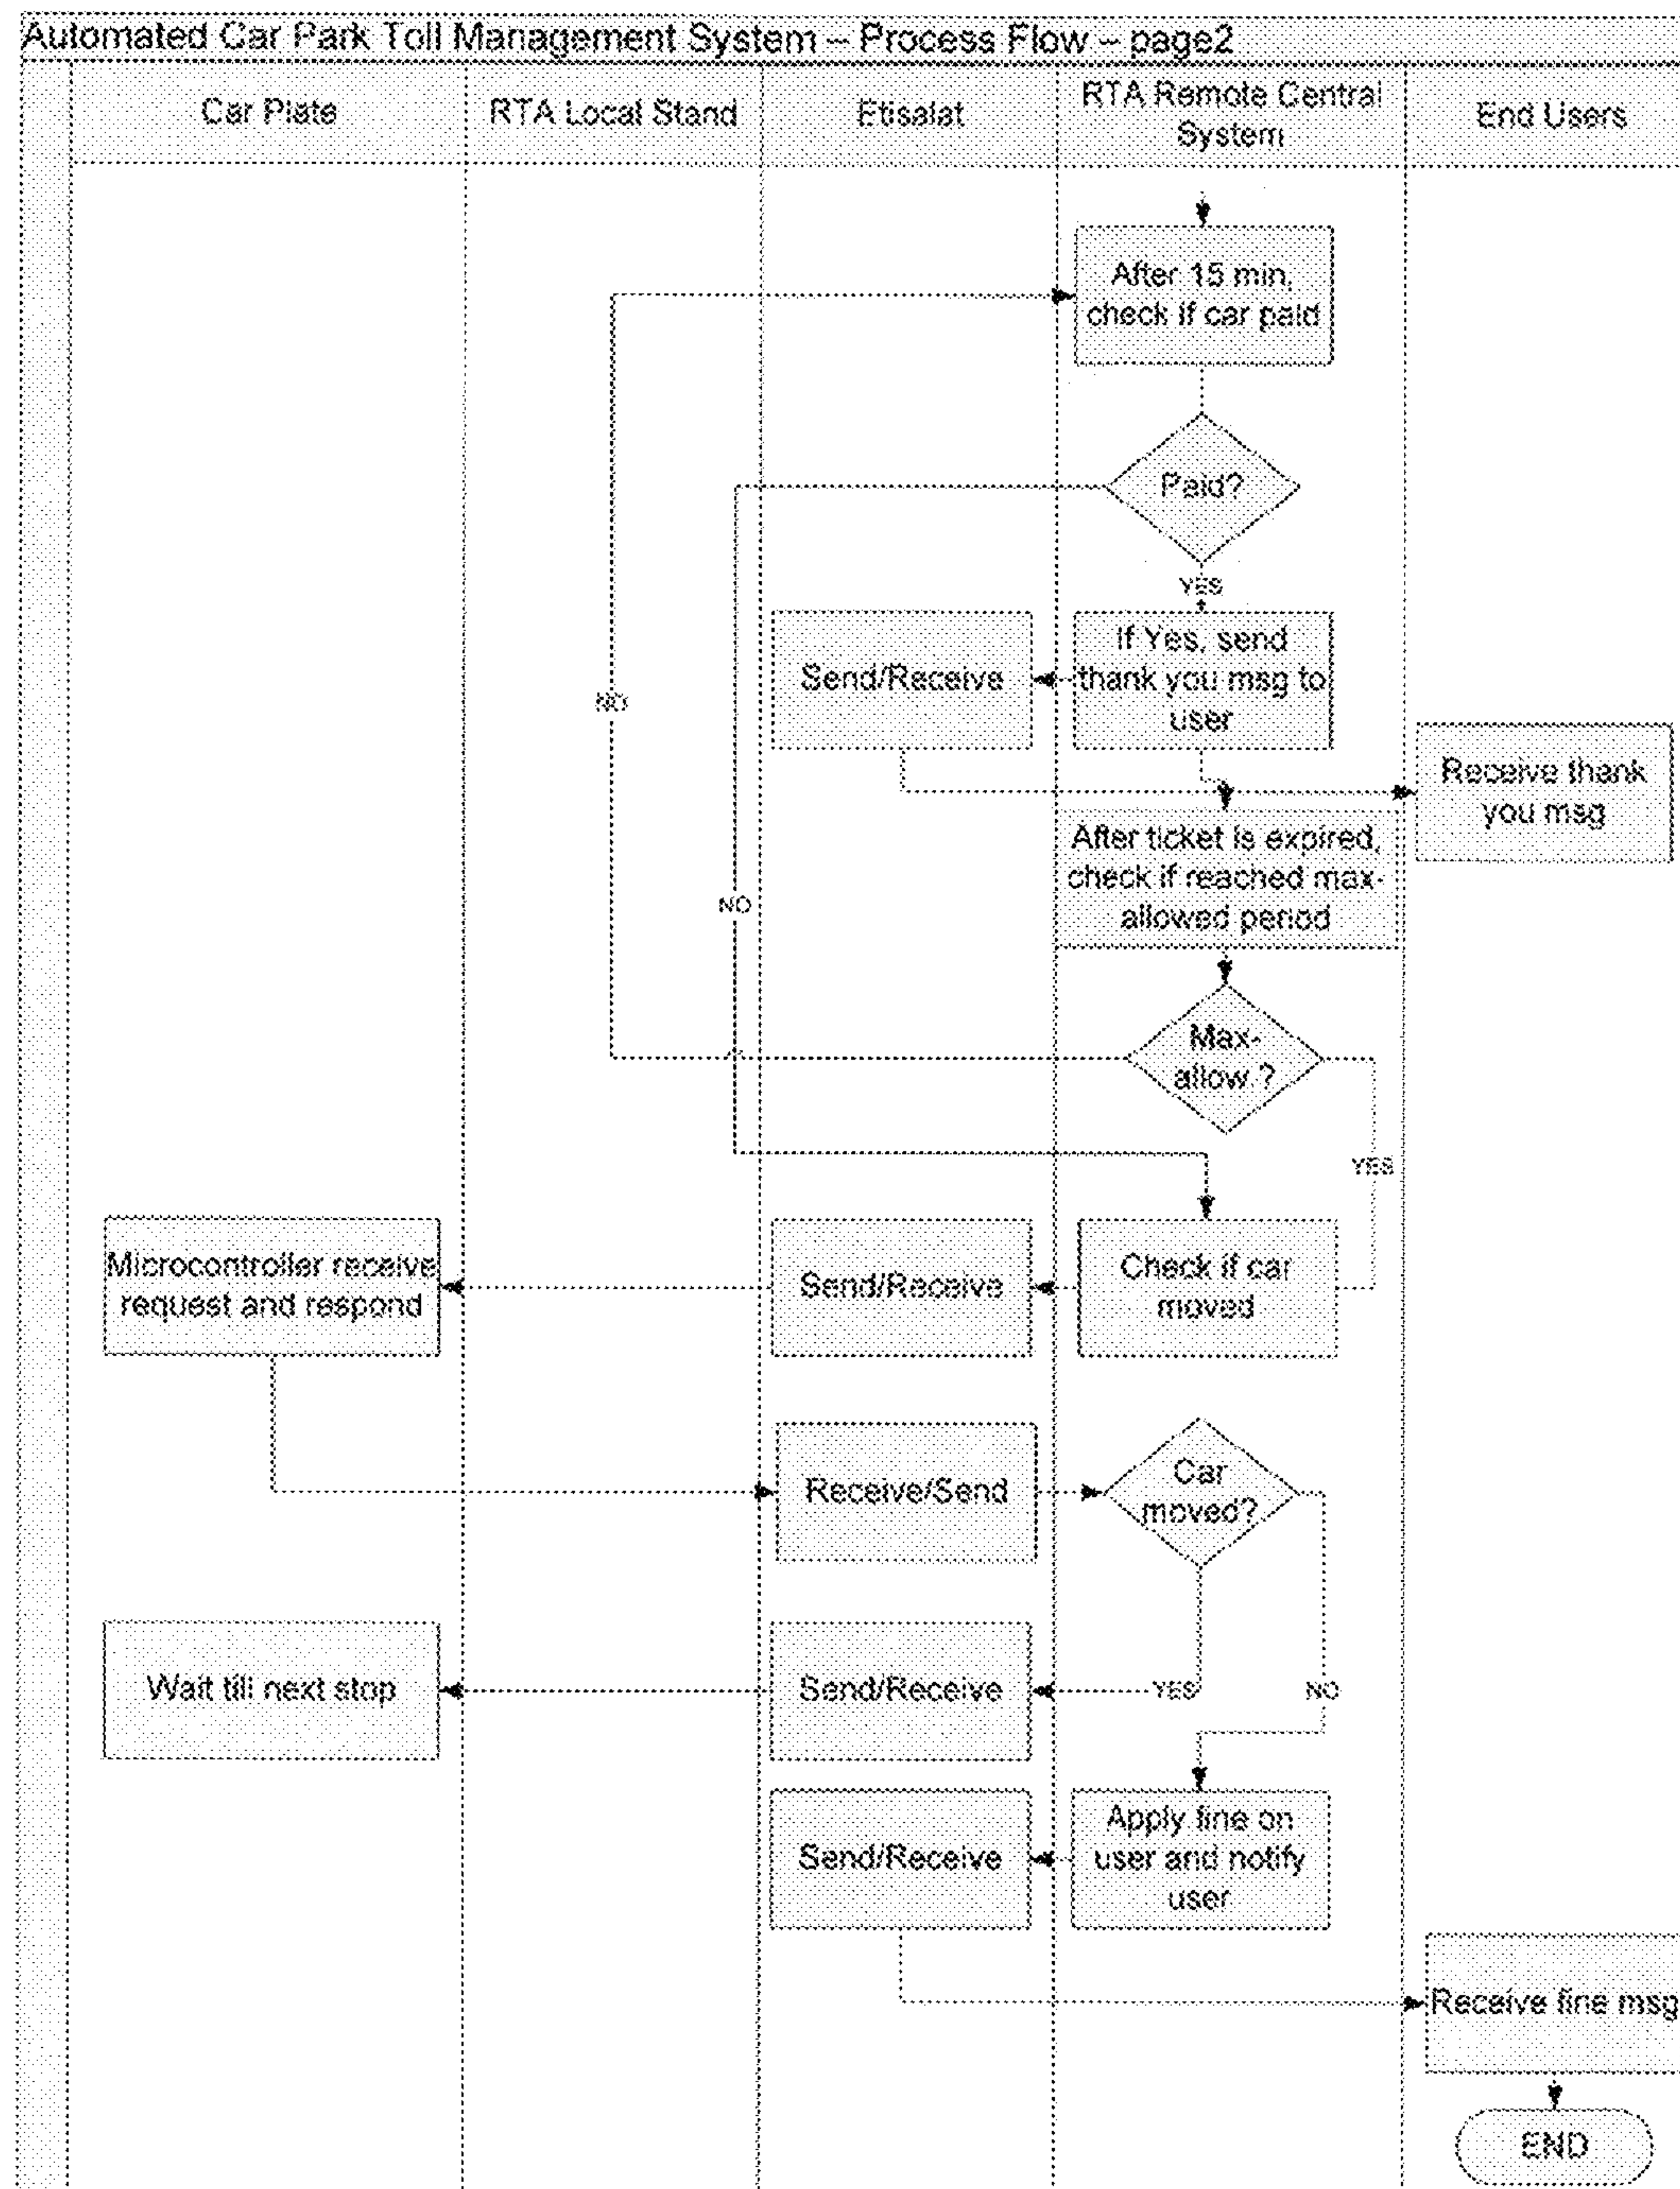 Automated Car Park Toll Management System – Process Flow – page2
Car Plate
RTA Local Stand
Etisalat
RTA Remote Central
System
End Users
After 15 min,
check if car paid
Paid?
YES
If Yes, send
thank you msg to
user
Send/Receive
NO
Receive thank
you msg
After ticket is expired,
check if reached max-
allowed period
NO
Max-
allow.?
YES
Microcontroller receive
request and respond
Send/Receive
Check if car
moved
Receive/Send
Car
moved?
Wait till next stop
Send/Receive
YES
NO
Send/Receive
Apply fine on
user and notify
user
Receive fine msg
END